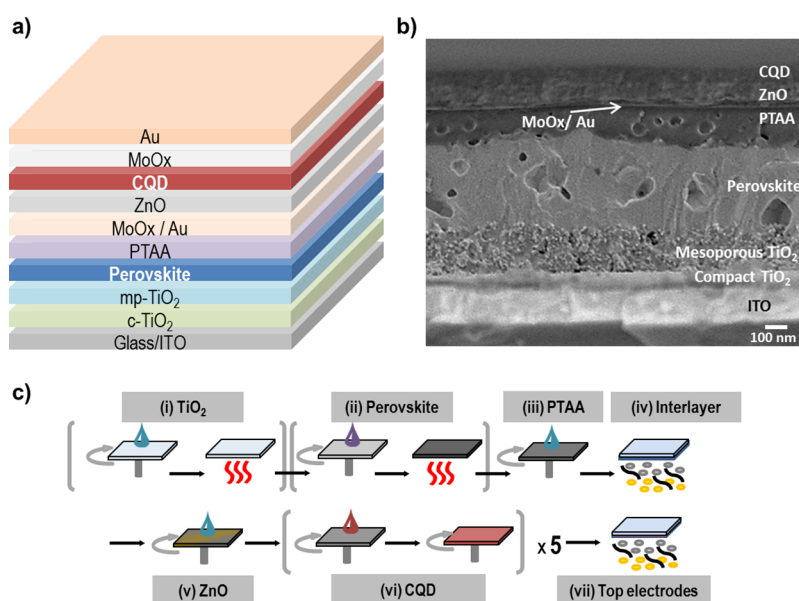 a)
Au
MoOx
CQD
ZnO
MoOx / Au
PTAA
Perovskite
mp-TiO₂
c-TiO₂
Glass/ITO
b)
CQD
ZnO
MoOx/ Au
PTAA
Perovskite
Mesoporous TiO₂
Compact TiO₂
ITO
100 nm
c)
(i) TiO₂
(ii) Perovskite
(iii) PTAA
(iv) Interlayer
(v) ZnO
(vi) CQD
x 5
(vii) Top electrodes